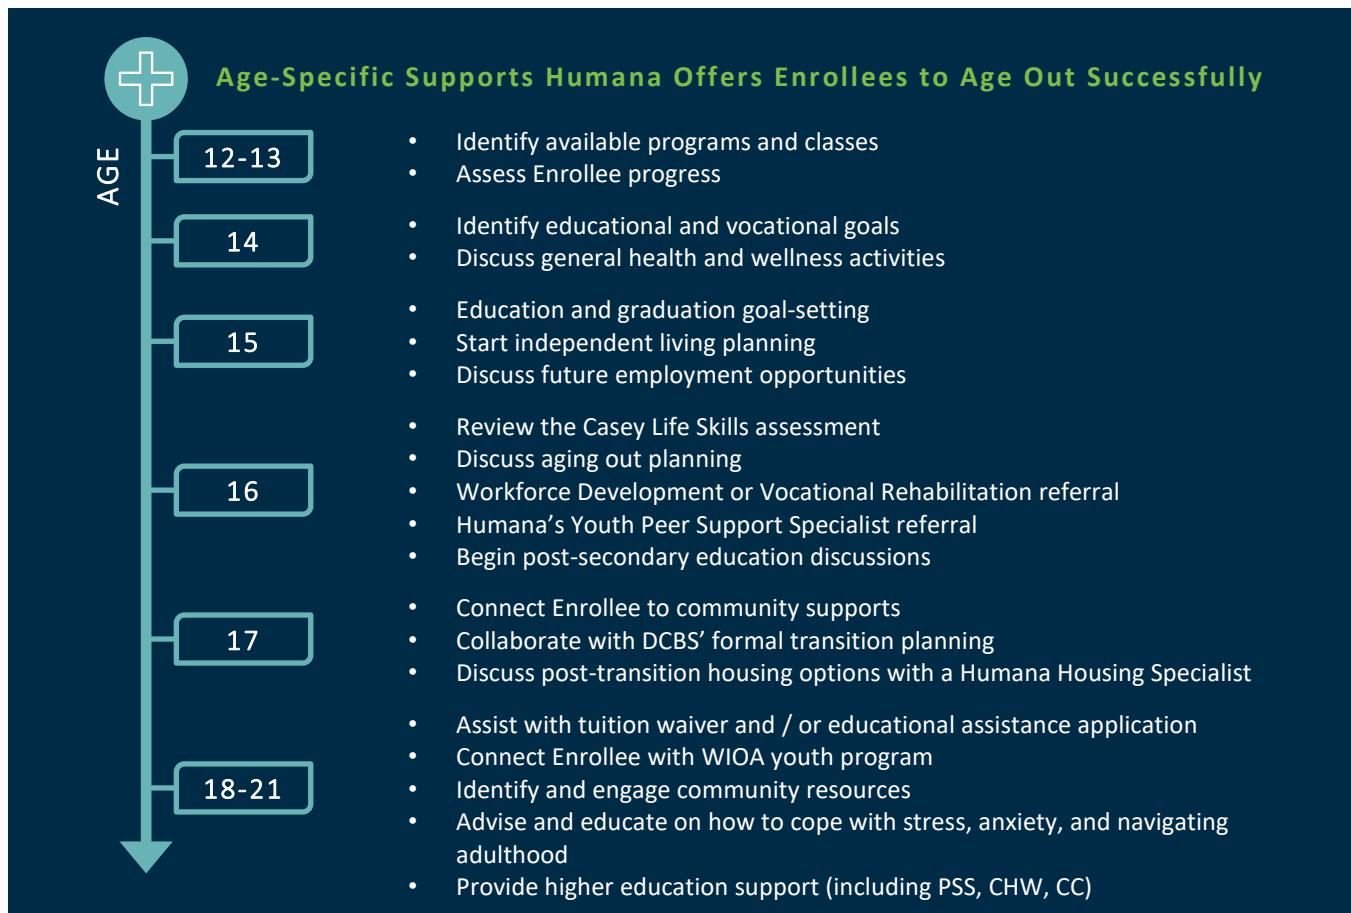 Age-Specific Supports Humana Offers Enrollees to Age Out Successfully
AGE
12-13
• Identify available programs and classes
• Assess Enrollee progress
14
• Identify educational and vocational goals
• Discuss general health and wellness activities
15
• Education and graduation goal-setting
• Start independent living planning
• Discuss future employment opportunities
16
• Review the Casey Life Skills assessment
• Discuss aging out planning
• Workforce Development or Vocational Rehabilitation referral
• Humana’s Youth Peer Support Specialist referral
• Begin post-secondary education discussions
17
• Connect Enrollee to community supports
• Collaborate with DCBS’ formal transition planning
• Discuss post-transition housing options with a Humana Housing Specialist
18-21
• Assist with tuition waiver and / or educational assistance application
• Connect Enrollee with WIOA youth program
• Identify and engage community resources
• Advise and educate on how to cope with stress, anxiety, and navigating
adulthood
• Provide higher education support (including PSS, CHW, CC)